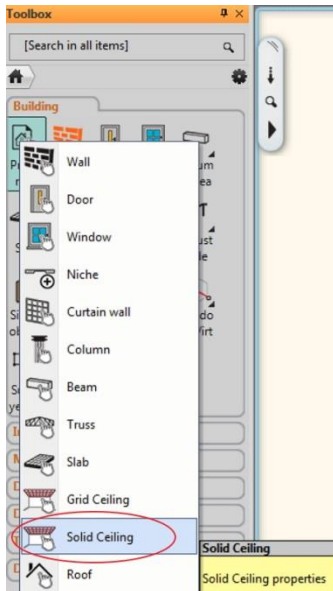 Toolbox
[Search in all items]
Building
Wall
Door
Window
Niche
Curtain wall
Column
Beam
Truss
Slab
Grid Ceiling
Solid Ceiling
Roof
Solid Ceiling
Solid Ceiling properties